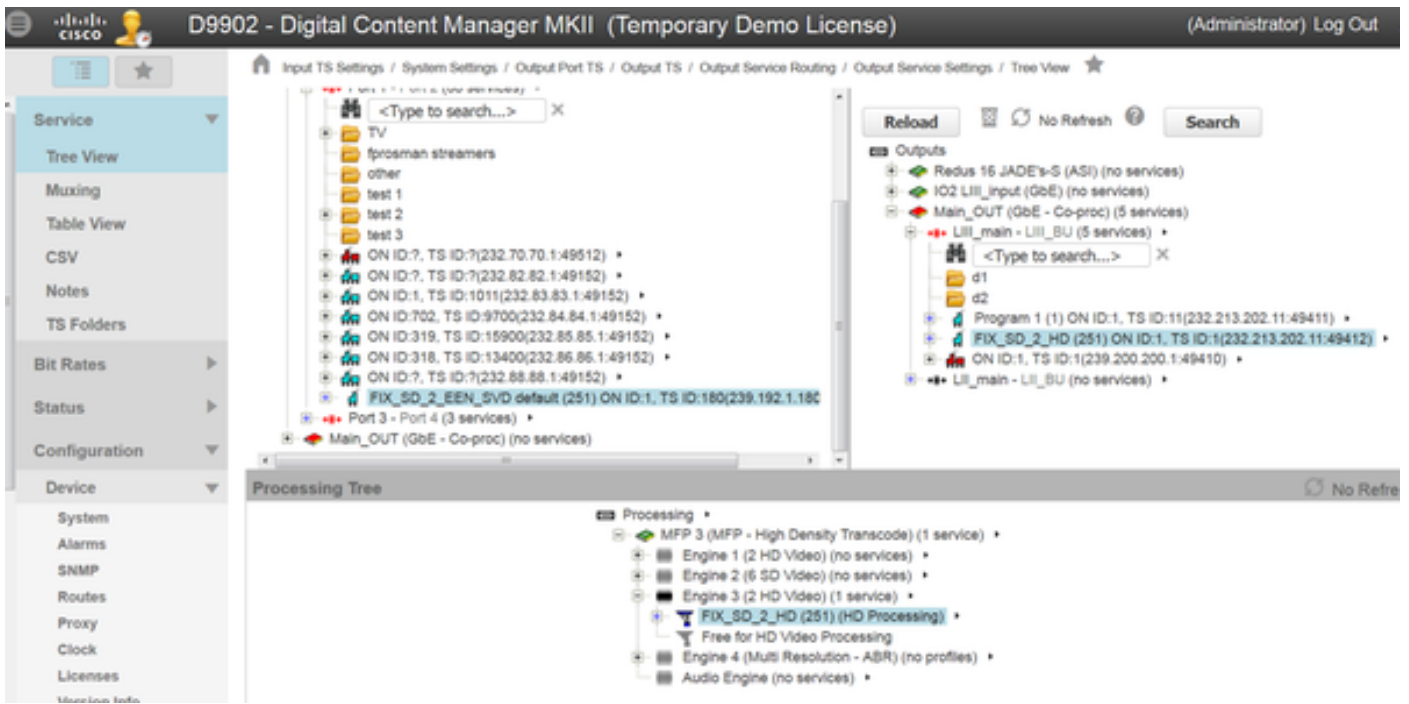 cisco
D9902 - Digital Content Manager MKII (Temporary Demo License)
(Administrator) Log Out
Input TS Settings / System Settings / Output Port TS / Output TS / Output Service Routing / Output Service Settings / Tree View
Service
Tree View
Muxing
Table View
CSV
Notes
TS Folders
Bit Rates
Status
Configuration
Device
System
Alarms
SNMP
Routes
Proxy
Clock
Licenses
Version Info
<Type to search...>
TV
fprosman streamers
other
test 1
test 2
test 3
ON ID:?, TS ID:?(232.70.70.1:49512)
ON ID:?, TS ID:?(232.82.82.1:49152)
ON ID:1, TS ID:1011(232.83.83.1:49152)
ON ID:702, TS ID:9700(232.84.84.1:49152)
ON ID:319, TS ID:15900(232.85.85.1:49152)
ON ID:318, TS ID:13400(232.86.86.1:49152)
ON ID:?, TS ID:?(232.88.88.1:49152)
FIX_SD_2_EEN_SVD default (251) ON ID:1, TS ID:180(239.192.1.180
Port 3 - Port 4 (3 services)
Main_OUT (GbE - Co-proc) (no services)
Reload
No Refresh
Search
Outputs
Redus 16 JADE's-S (ASI) (no services)
IO2 LIII_input (GbE) (no services)
Main_OUT (GbE - Co-proc) (5 services)
LIII_main - LIII_BU (5 services)
<Type to search...>
d1
d2
Program 1 (1) ON ID:1, TS ID:11(232.213.202.11:49411)
FIX_SD_2_HD (251) ON ID:1, TS ID:1(232.213.202.11:49412)
ON ID:1, TS ID:1(239.200.200.1:49410)
LII_main - LII_BU (no services)
Processing Tree
No Refre
Processing
MFP 3 (MFP - High Density Transcode) (1 service)
Engine 1 (2 HD Video) (no services)
Engine 2 (6 SD Video) (no services)
Engine 3 (2 HD Video) (1 service)
FIX_SD_2_HD (251) (HD Processing)
Free for HD Video Processing
Engine 4 (Multi Resolution - ABR) (no profiles)
Audio Engine (no services)